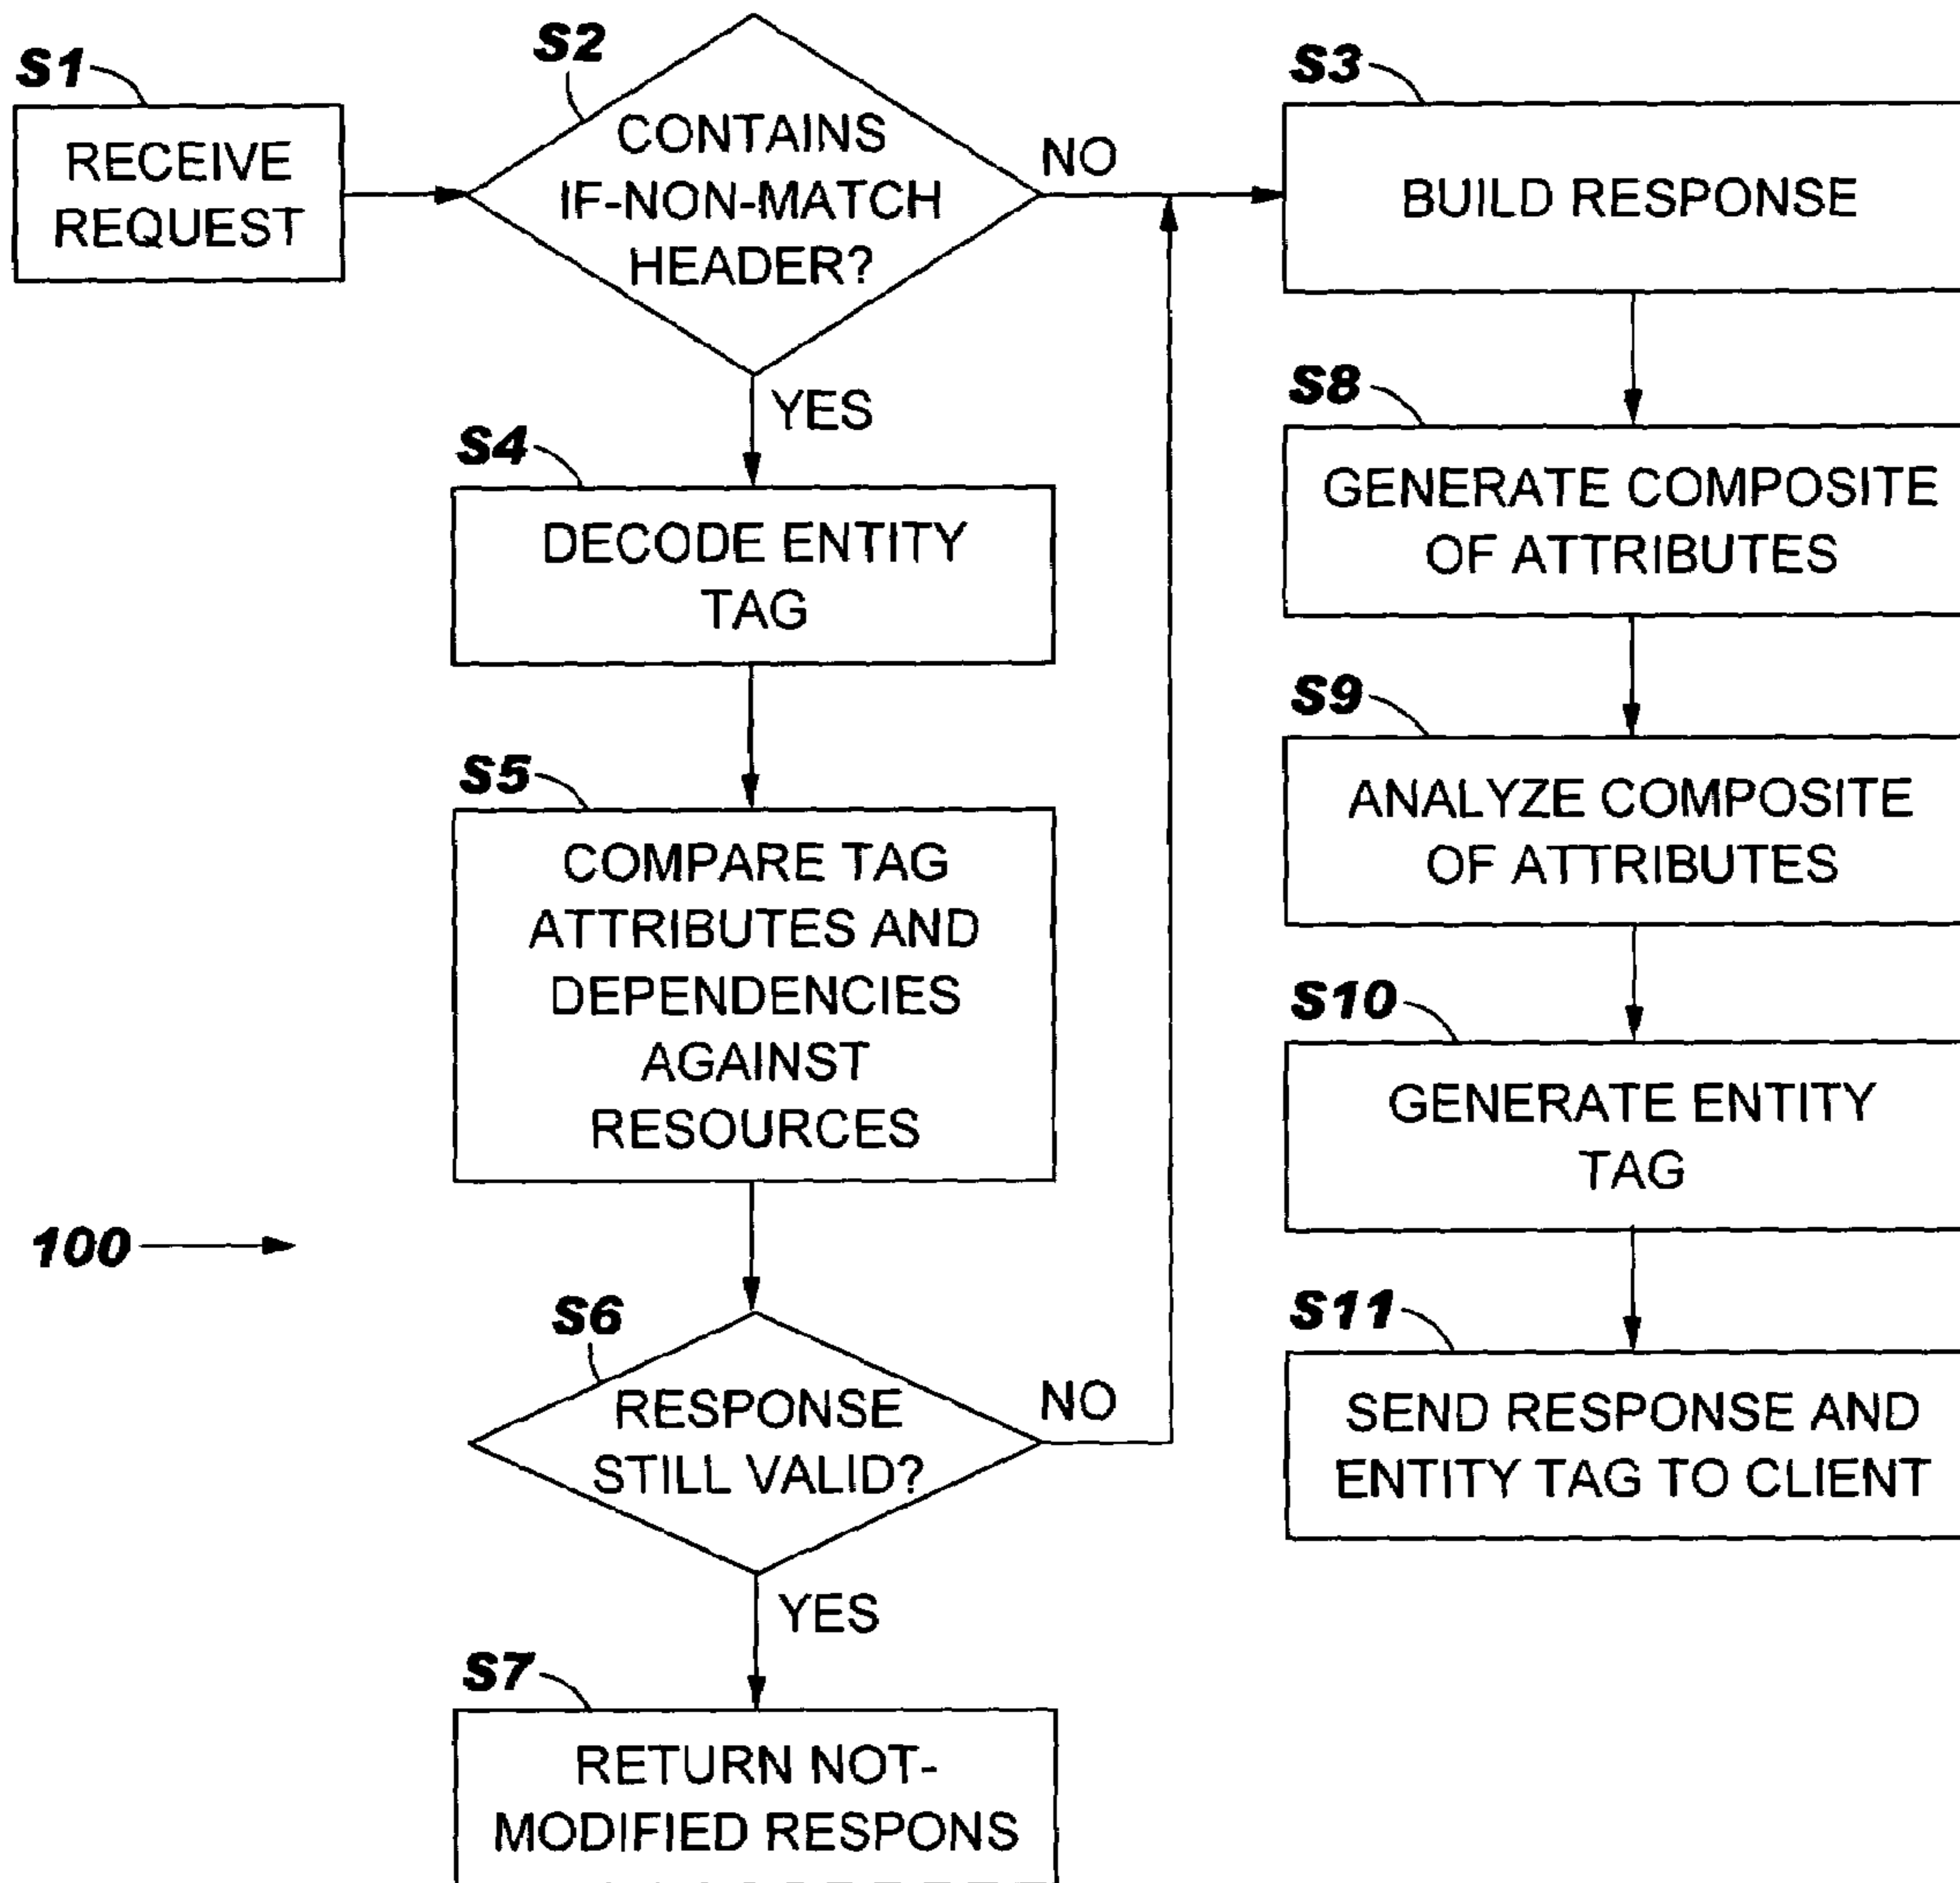 S1
RECEIVE
REQUEST
S2
CONTAINS
IF-NON-MATCH
HEADER?
NO
YES
S3
BUILD RESPONSE
S4
DECODE ENTITY
TAG
S5
COMPARE TAG
ATTRIBUTES AND
DEPENDENCIES
AGAINST
RESOURCES
100
S6
RESPONSE
STILL VALID?
NO
YES
S7
RETURN NOT-
MODIFIED RESPONS
S8
GENERATE COMPOSITE
OF ATTRIBUTES
S9
ANALYZE COMPOSITE
OF ATTRIBUTES
S10
GENERATE ENTITY
TAG
S11
SEND RESPONSE AND
ENTITY TAG TO CLIENT